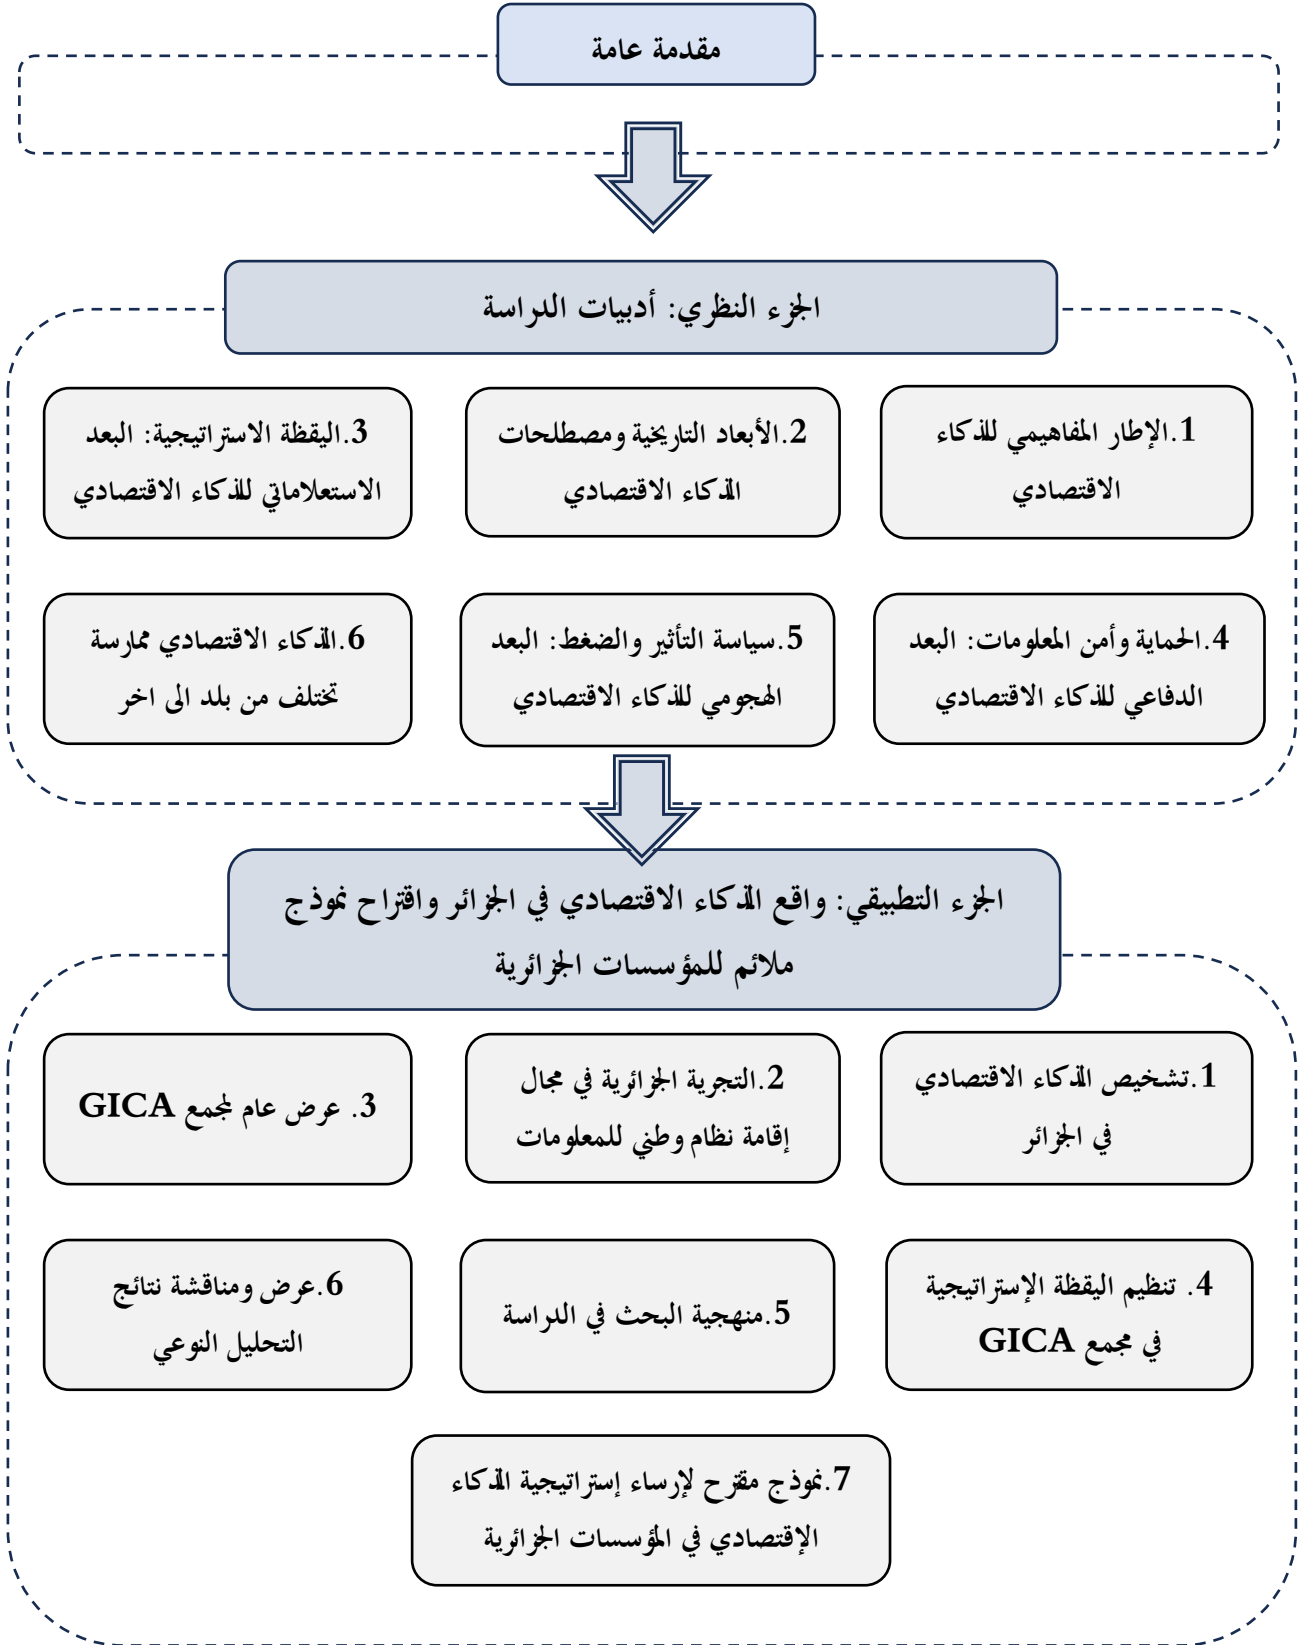 مقدمة عامة
الجزء النظري: أدبيات الدراسة
1.الإطار المفاهيمي للذكاء
الاقتصادي
2.الأبعاد التاريخية ومصطلحات
الذكاء الاقتصادي
3.اليقظة الاستراتيجية: البعد
الاستعلاماتي للذكاء الاقتصادي
4.الحماية وأمن المعلومات: البعد
الدفاعي للذكاء الاقتصادي
5.سياسة التأثير والضغط: البعد
الهجومي للذكاء الاقتصادي
6.الذكاء الاقتصادي ممارسة
تختلف من بلد الى اخر
الجزء التطبيقي: واقع الذكاء الاقتصادي في الجزائر واقتراح نموذج
ملائم للمؤسسات الجزائرية
1.تشخيص الذكاء الاقتصادي
في الجزائر
2.التجربة الجزائرية في مجال
إقامة نظام وطني للمعلومات
3. عرض عام لمجمع GICA
4. تنظيم اليقظة الإستراتيجية
في مجمع GICA
5.منهجية البحث في الدراسة
6.عرض ومناقشة نتائج
التحليل النوعي
7.نموذج مقترح لإرساء إستراتيجية الذكاء
الإقتصادي في المؤسسات الجزائرية